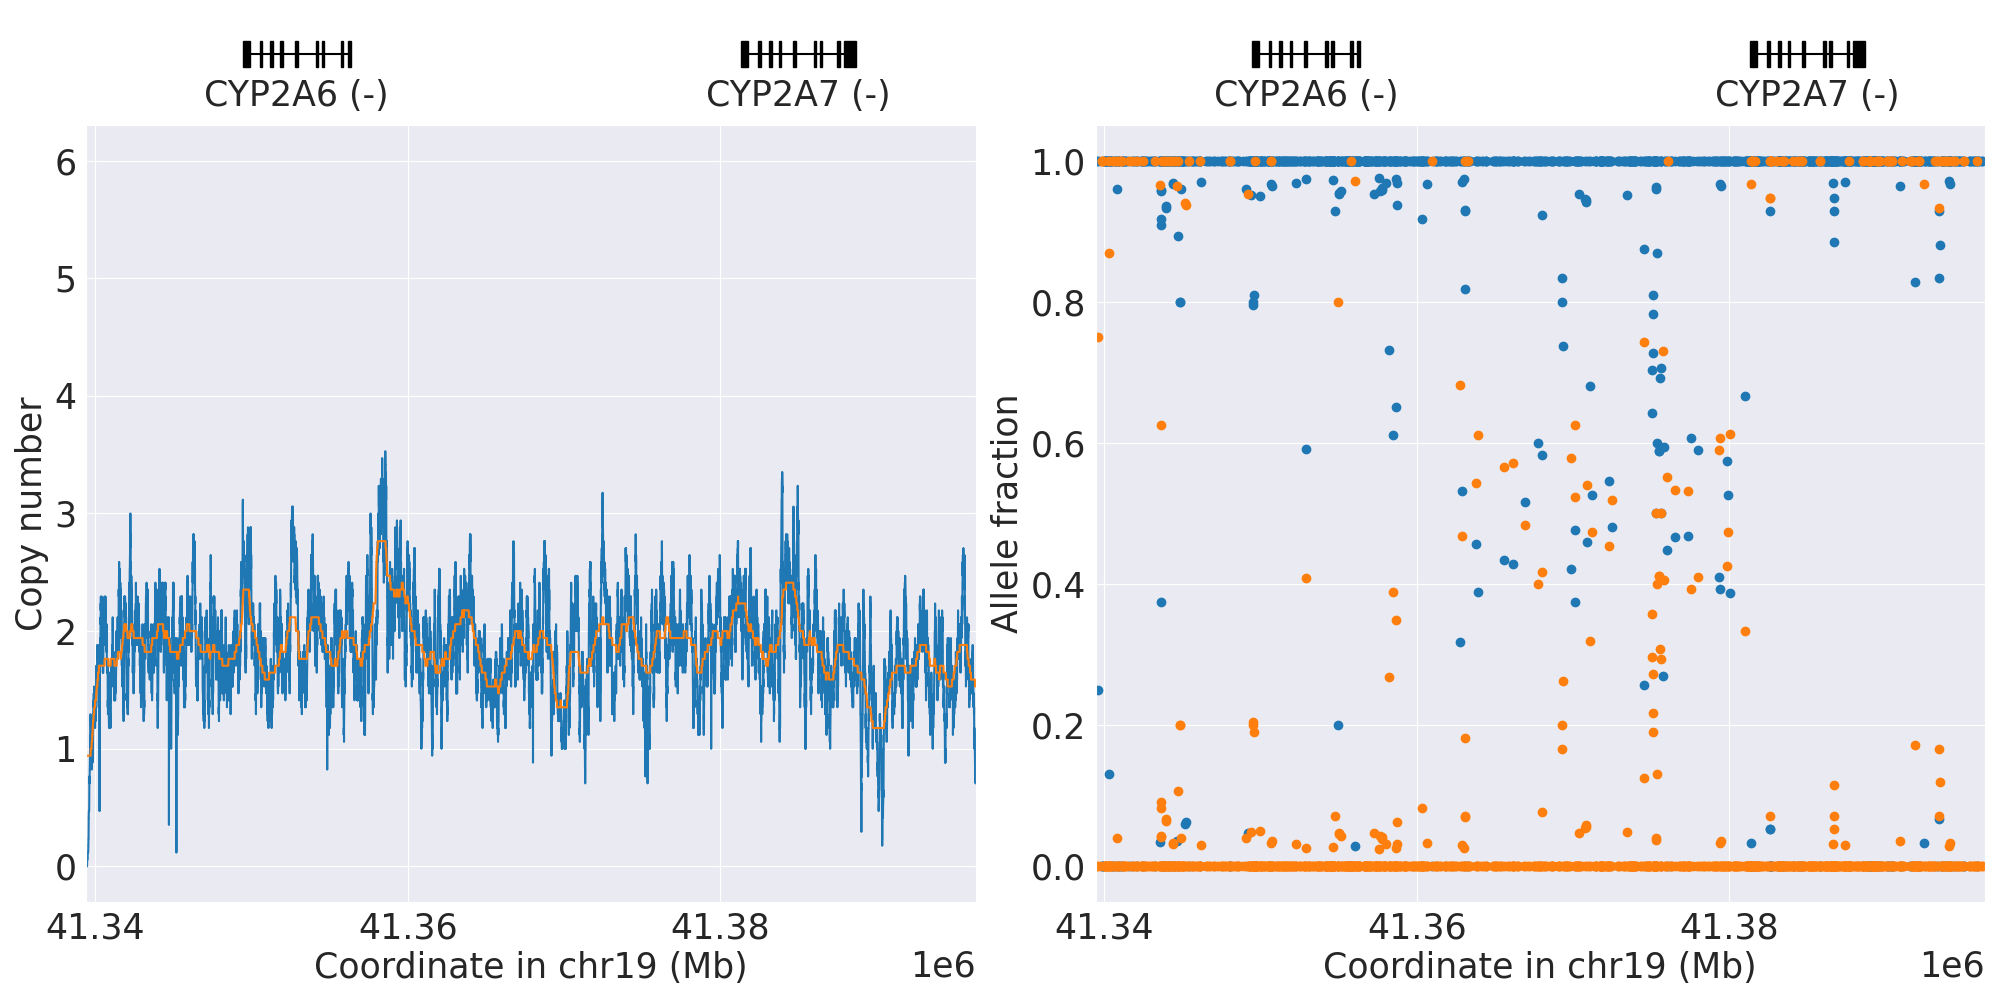 CYP2A6 (-) CYP2A7 (-)
Copy number
6
5
4
3
2
1
0
41.34 41.36 41.38
Coordinate in chr19 (Mb) 1e6
CYP2A6 (-) CYP2A7 (-)
Allele fraction
1.0
0.8
0.6
0.4
0.2
0.0
41.34 41.36 41.38
Coordinate in chr19 (Mb) 1e6